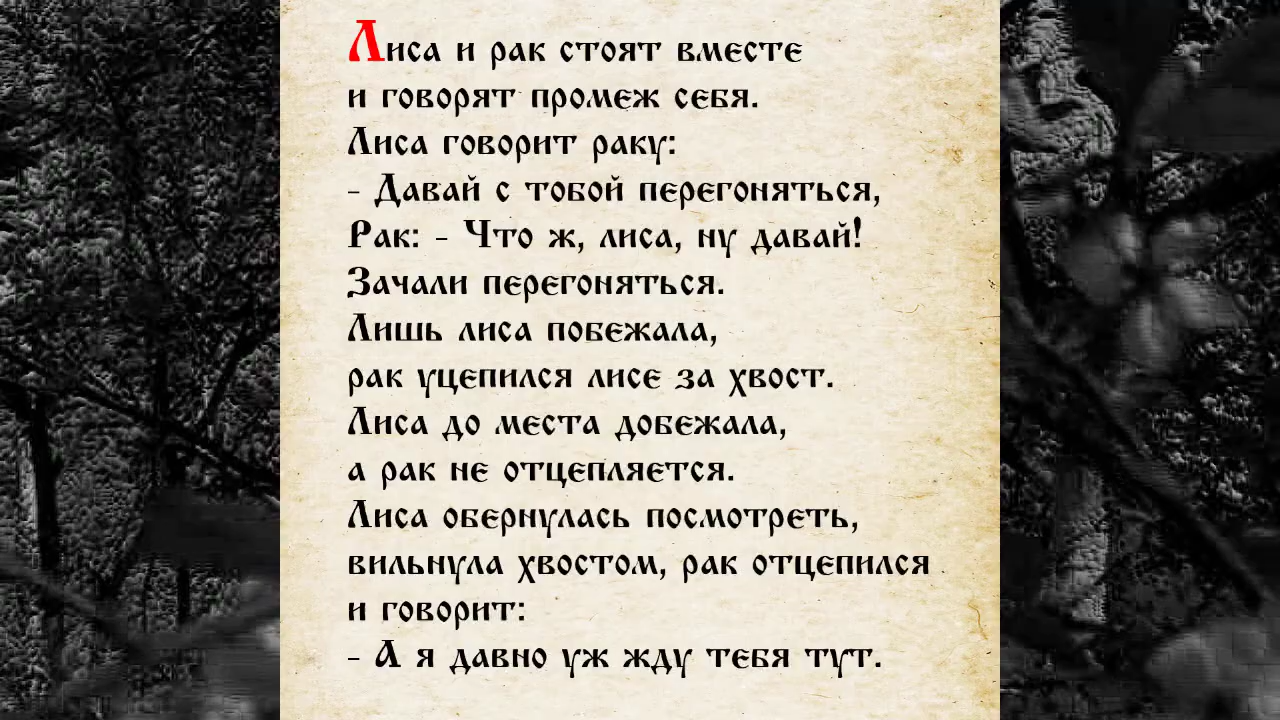 Лиса и рак стоят вместе
и говорят промеж себя.
Лиса говорит раку:
- Давай с тобой перегоняться,
Рак: - Что ж, лиса, ну давай!
Зачали перегоняться.
Лишь лиса побежала,
рак уцепился лисе за хвост.
Лиса до места добежала,
а рак не отцепляется.
Лиса обернулась посмотреть,
вильнула хвостом, рак отцепился
и говорит:
- А я давно уж жду тебя тут.